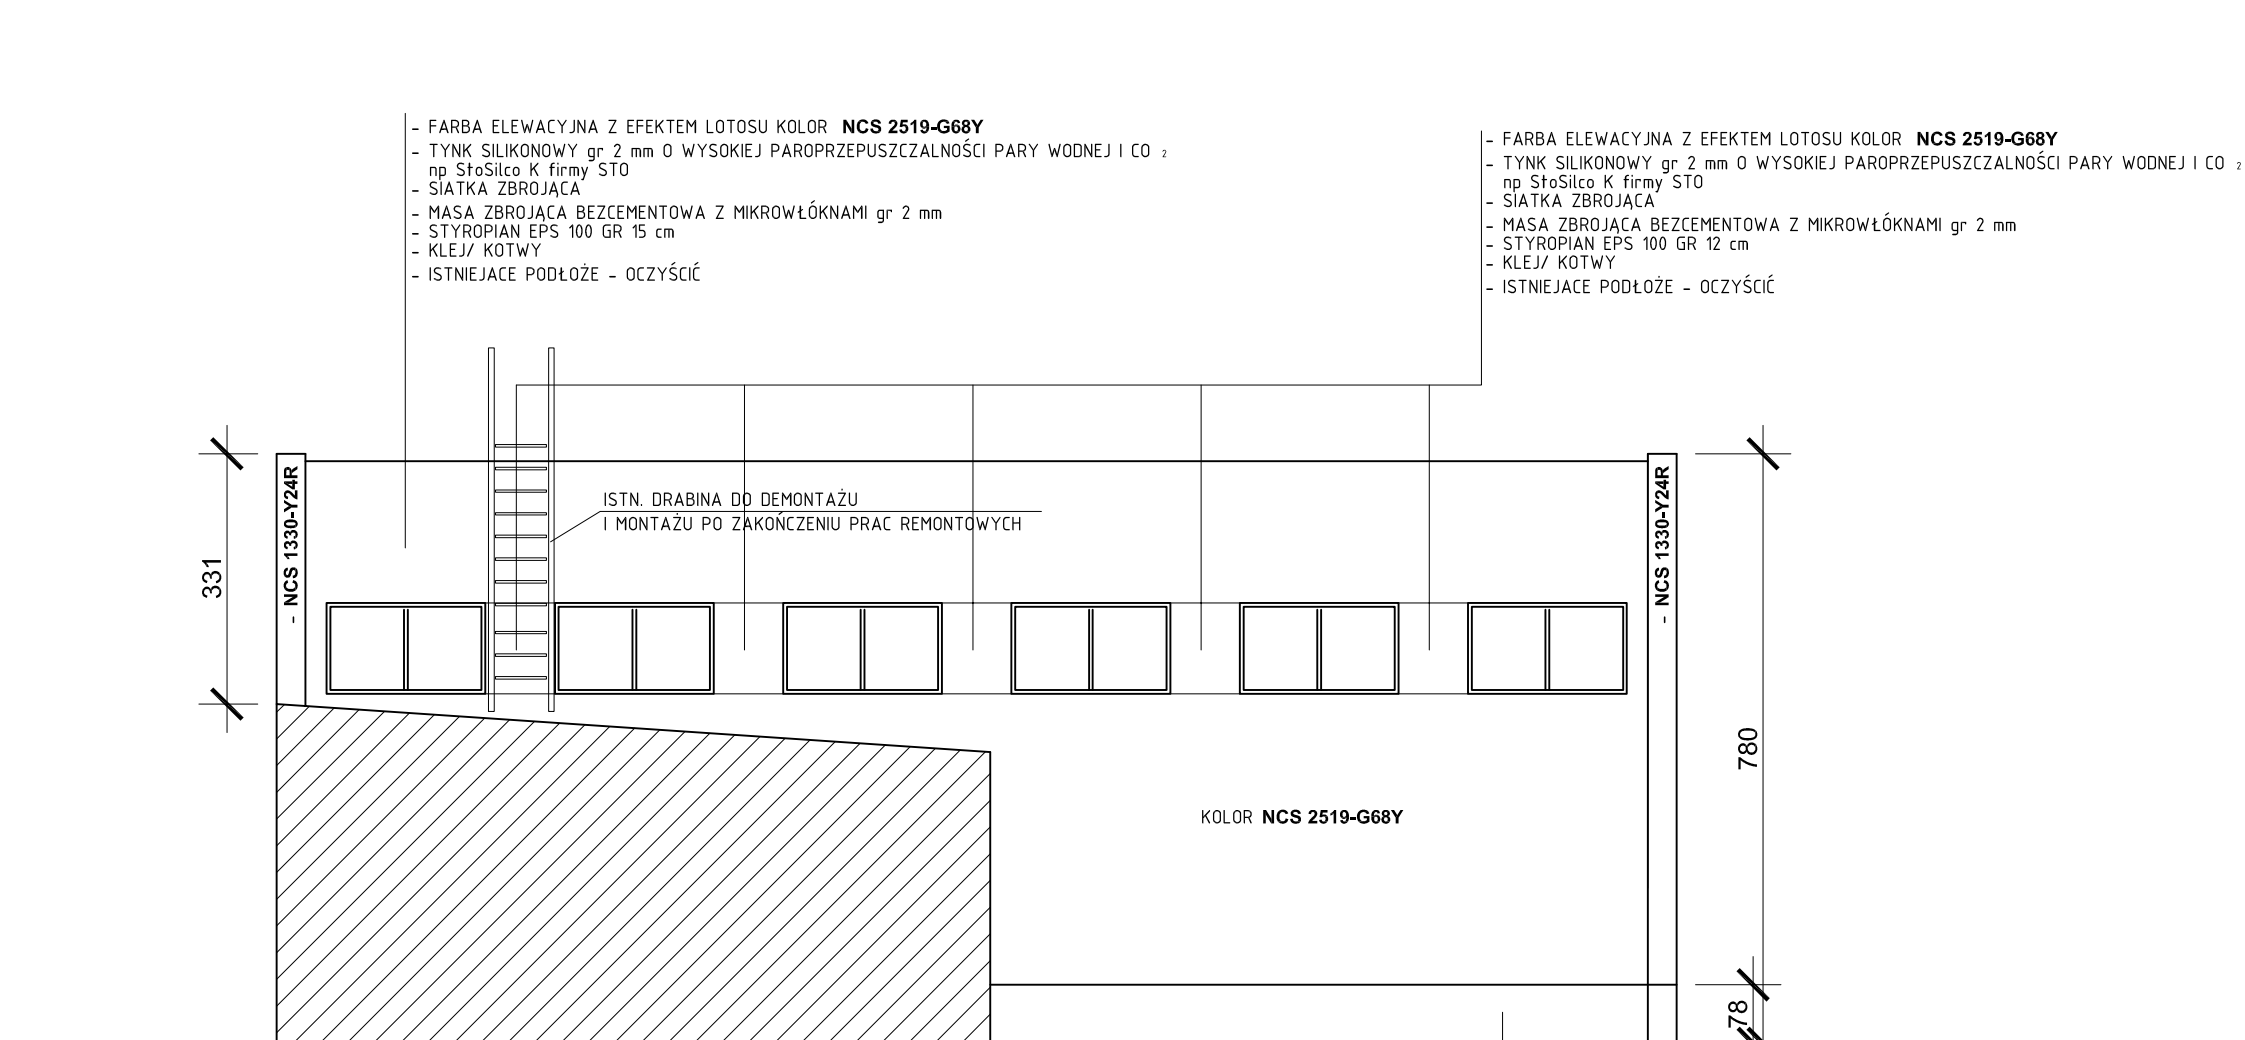 - FARBA ELEWACYJNA Z EFEKTEM LOTOSU KOLOR NCS 2519-G68Y
- TYNK SILIKONOWY gr 2 mm O WYSOKIEJ PAROPRZEPUSZCZALNOŚCI PARY WODNEJ I CO ₂
np StoSilco K firmy STO
- SIATKA ZBROJĄCA
- MASA ZBROJĄCA BEZCEMENTOWA Z MIKROWŁÓKNAMI gr 2 mm
- STYROPIAN EPS 100 GR 15 cm
- KLEJ/ KOTWY
- ISTNIEJACE PODŁOŻE - OCZYŚCIĆ
- FARBA ELEWACYJNA Z EFEKTEM LOTOSU KOLOR NCS 2519-G68Y
- TYNK SILIKONOWY gr 2 mm O WYSOKIEJ PAROPRZEPUSZCZALNOŚCI PARY WODNEJ I CO ₂
np StoSilco K firmy STO
- SIATKA ZBROJĄCA
- MASA ZBROJĄCA BEZCEMENTOWA Z MIKROWŁÓKNAMI gr 2 mm
- STYROPIAN EPS 100 GR 12 cm
- KLEJ/ KOTWY
- ISTNIEJACE PODŁOŻE - OCZYŚCIĆ
331
- NCS 1330-Y24R
ISTN. DRABINA DO DEMONTAŻU
I MONTAŻU PO ZAKOŃCZENIU PRAC REMONTOWYCH
- NCS 1330-Y24R
780
KOLOR NCS 2519-G68Y
78